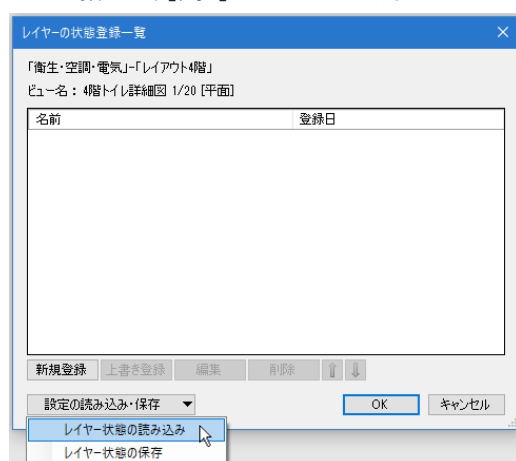 レイヤーの状態登録一覧
「衛生・空調・電気」-「レイアウト4階」
ビュー名：4階トイレ詳細図 1/20 [平面]
名前 登録日
新規登録 上書き登録 編集 削除
設定の読み込み・保存 OK キャンセル
レイヤー状態の読み込み
レイヤー状態の保存